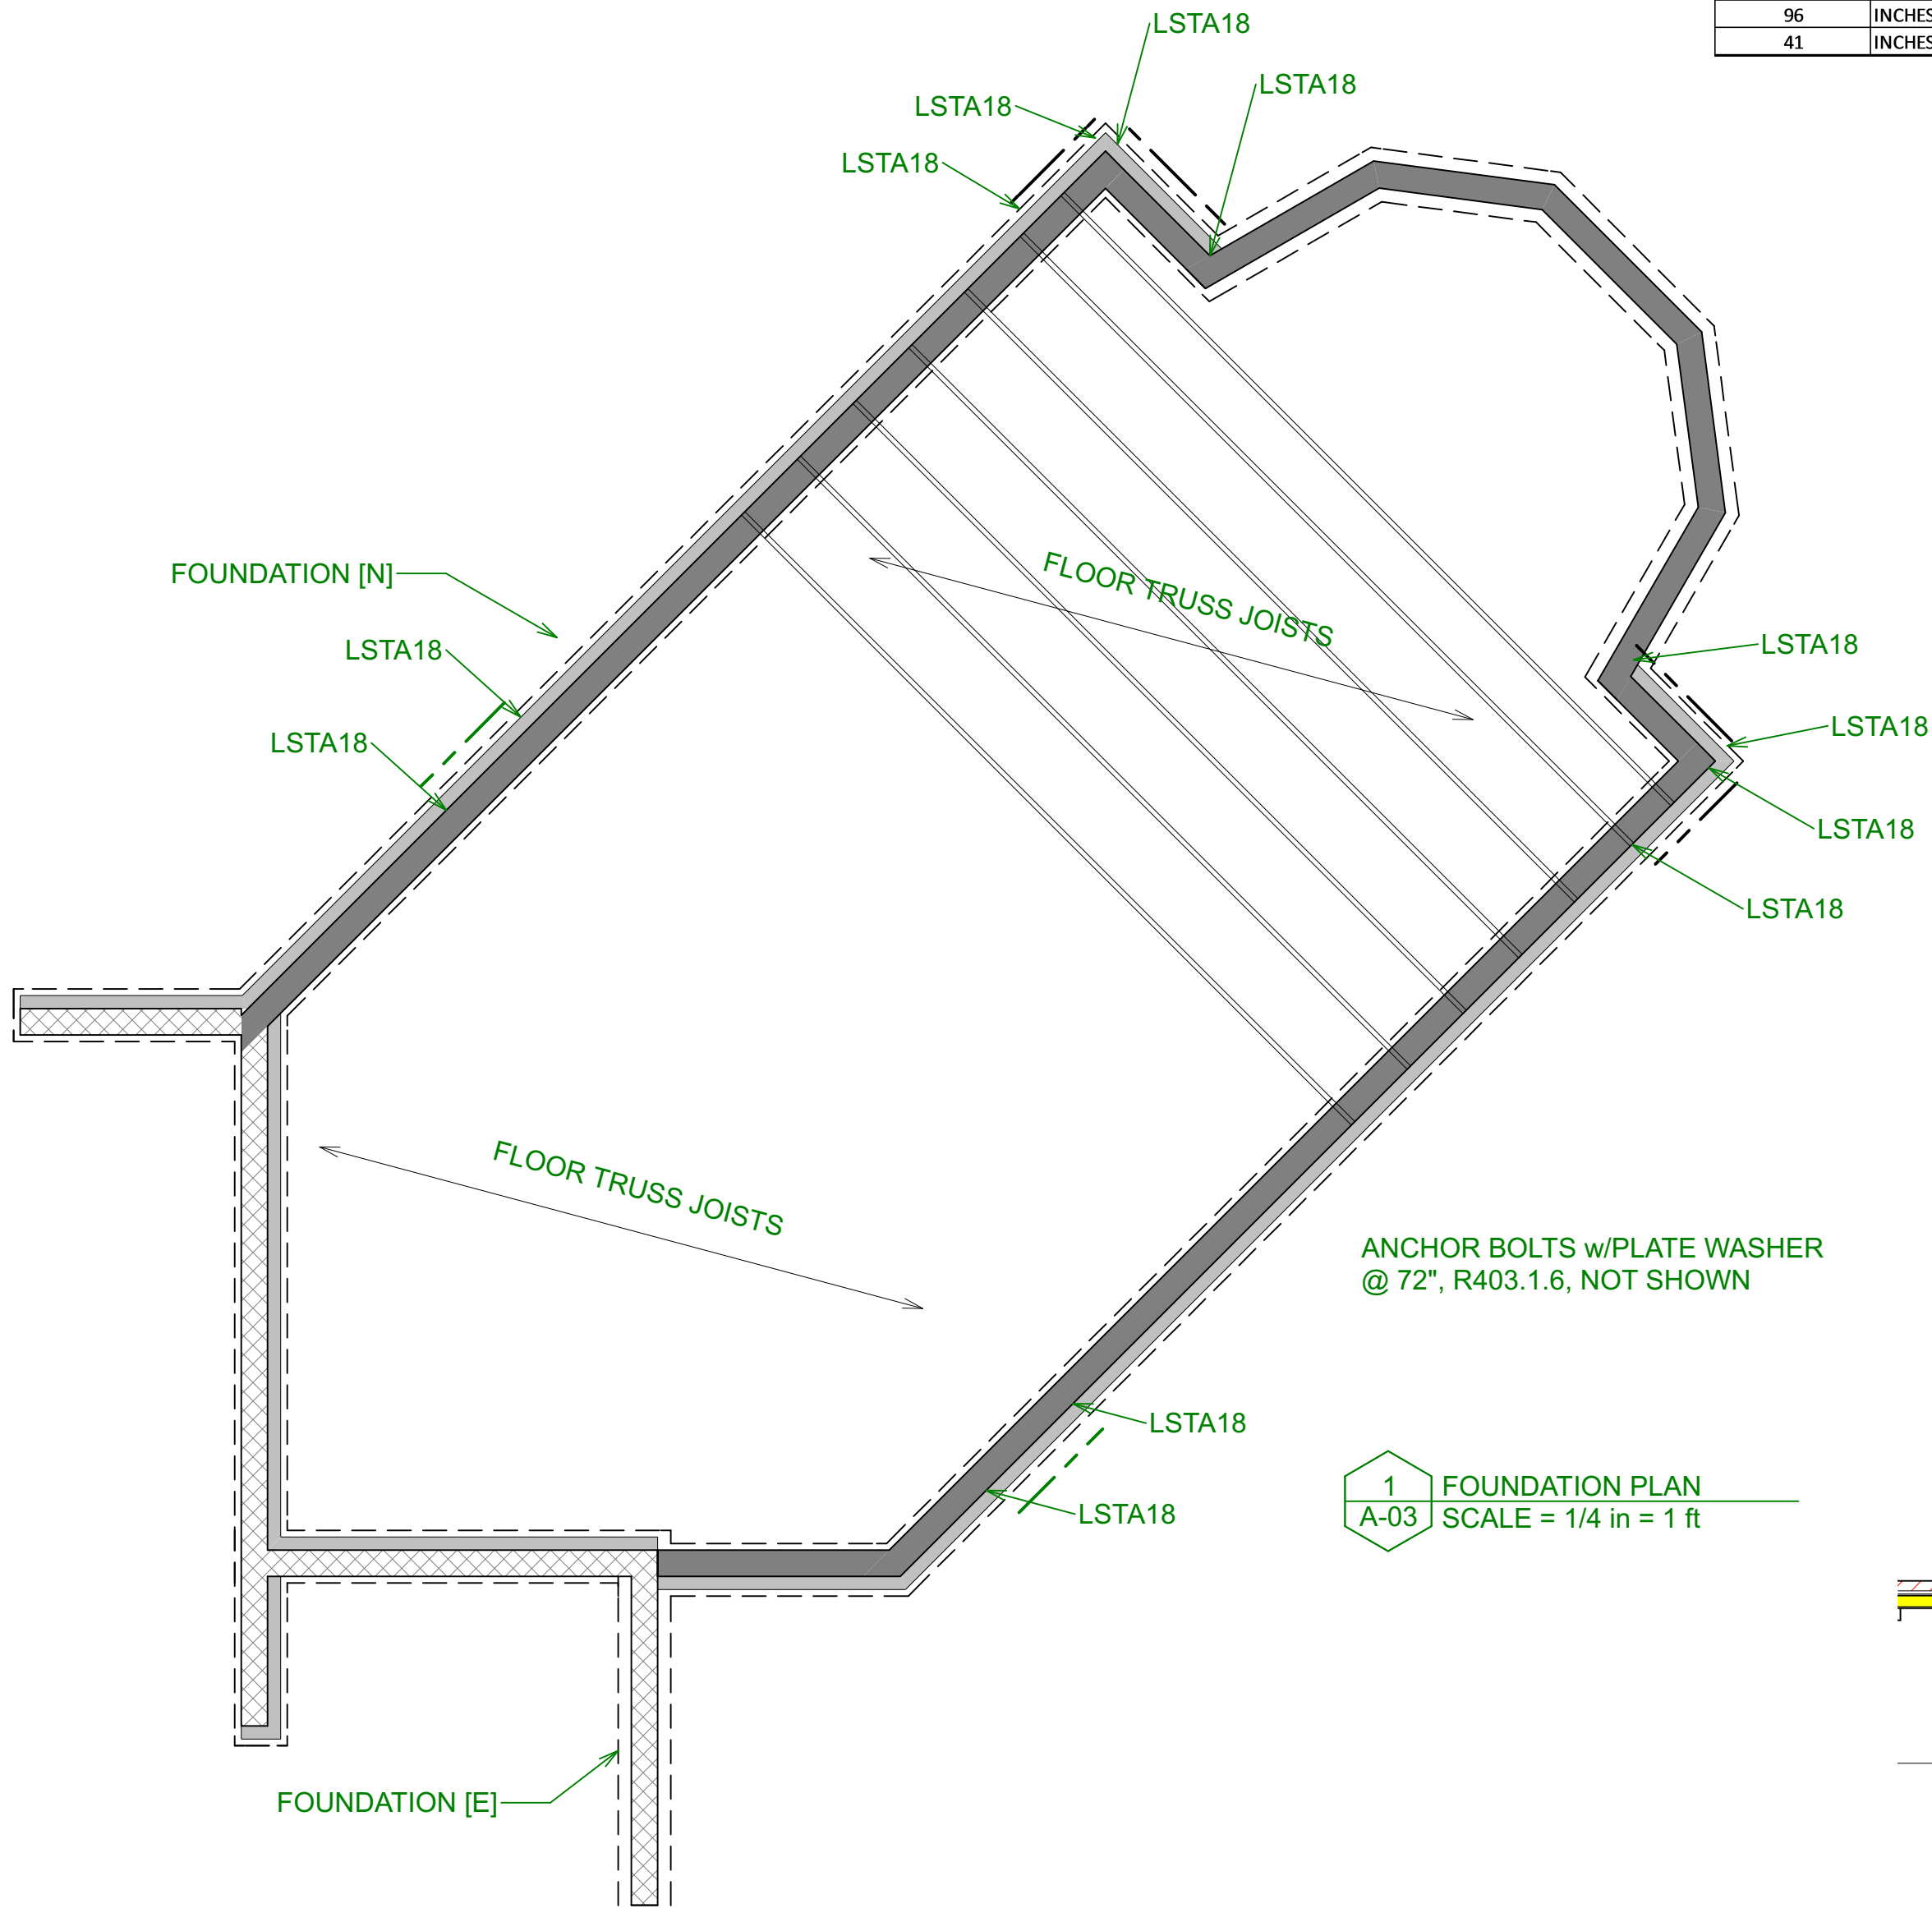 96 INCHES
41 INCHES
LSTA18
LSTA18
LSTA18
LSTA18
FLOOR TRUSS JOISTS
FOUNDATION [N]
LSTA18
LSTA18
LSTA18
LSTA18
LSTA18
LSTA18
FLOOR TRUSS JOISTS
ANCHOR BOLTS w/PLATE WASHER
@ 72", R403.1.6, NOT SHOWN
LSTA18
LSTA18
1
A-03
FOUNDATION PLAN
SCALE = 1/4 in = 1 ft
FOUNDATION [E]